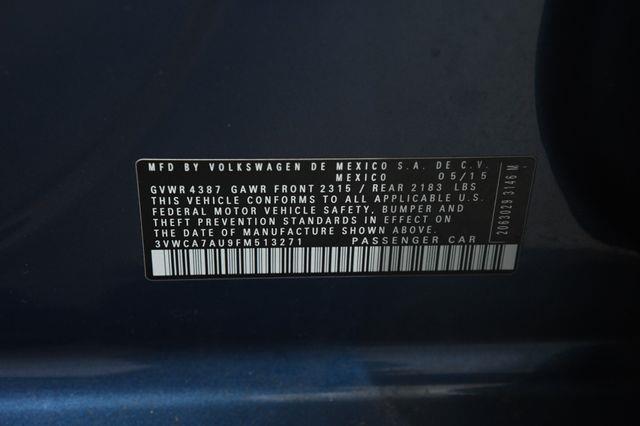 MFD BY VOLKSWAGEN DE MEXICO S.A. DE C.V.
MEXICO 05/15
GVWR 4387 GAWR FRONT 2315 / REAR 2183 LBS
THIS VEHICLE CONFORMS TO ALL APPLICABLE U.S.
FEDERAL MOTOR VEHICLE SAFETY, BUMPER AND
THEFT PREVENTION STANDARDS IN EFFECT ON
THE DATE OF MANUFACTURE SHOWN ABOVE.
3VWCA7AU9FM513271 PASSENGER CAR
2063029 3146 M